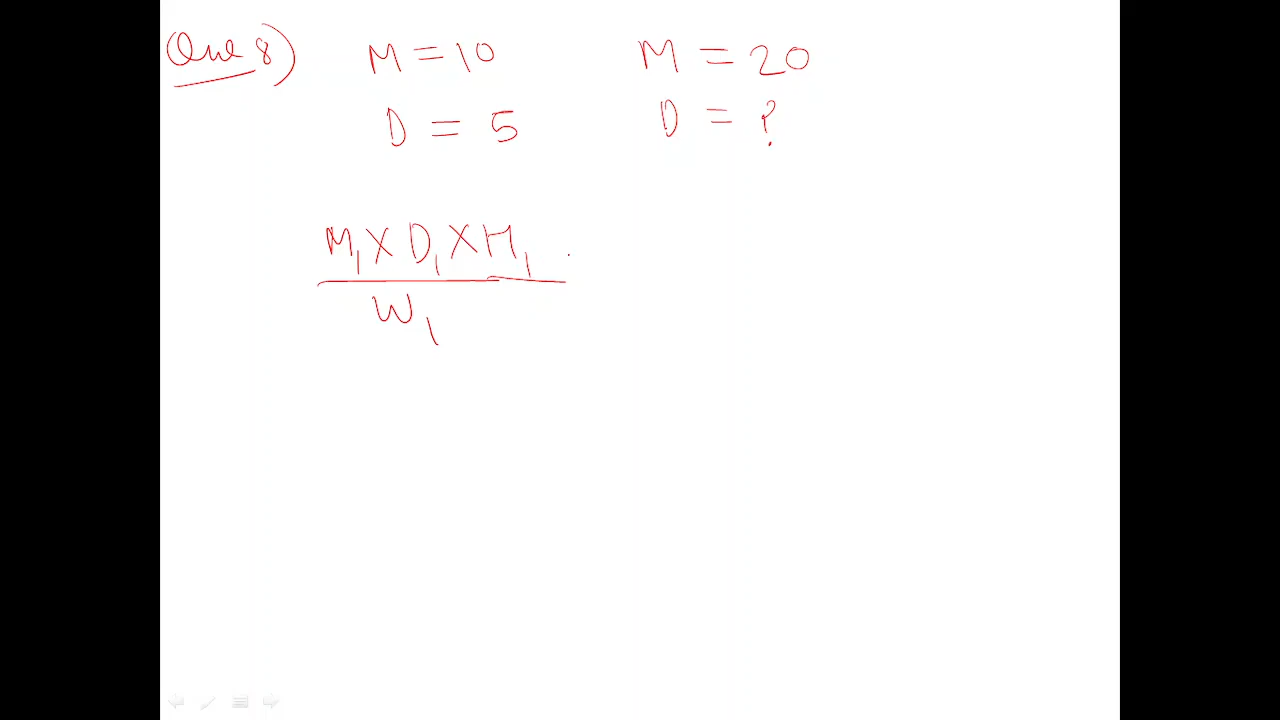 Que 8) M = 10 M = 20
D = 5 D = ?
M₁ × D₁ × H₁
W₁